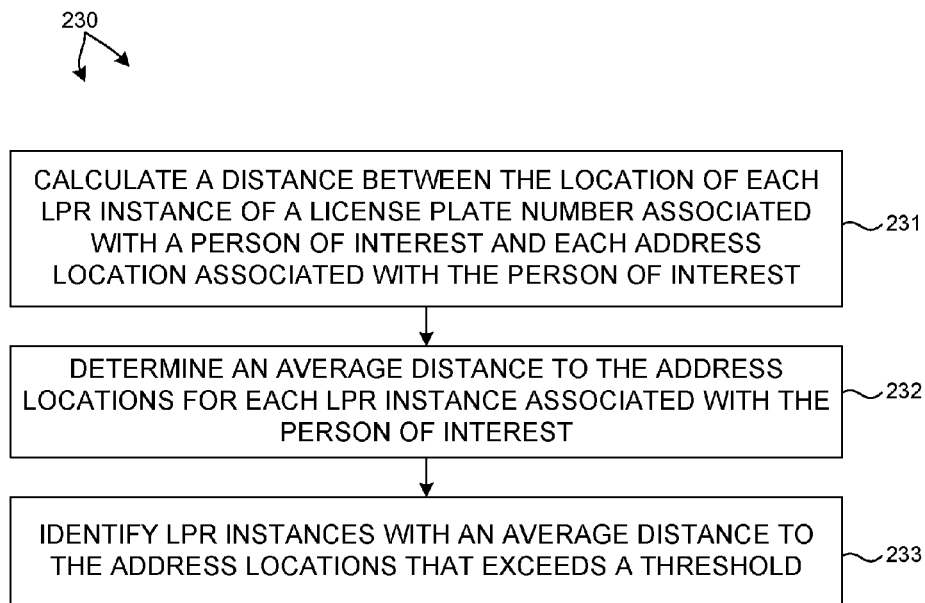 230
CALCULATE A DISTANCE BETWEEN THE LOCATION OF EACH
LPR INSTANCE OF A LICENSE PLATE NUMBER ASSOCIATED
WITH A PERSON OF INTEREST AND EACH ADDRESS
LOCATION ASSOCIATED WITH THE PERSON OF INTEREST
231
DETERMINE AN AVERAGE DISTANCE TO THE ADDRESS
LOCATIONS FOR EACH LPR INSTANCE ASSOCIATED WITH THE
PERSON OF INTEREST
232
IDENTIFY LPR INSTANCES WITH AN AVERAGE DISTANCE TO
THE ADDRESS LOCATIONS THAT EXCEEDS A THRESHOLD
233